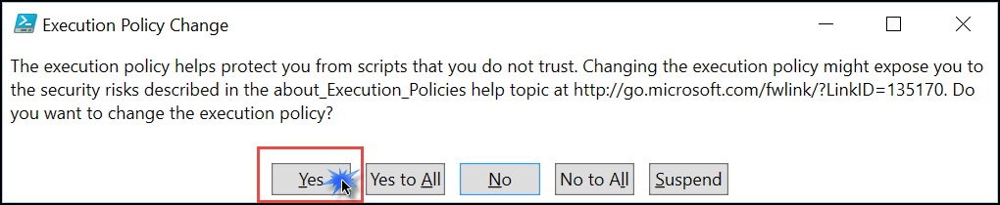 Execution Policy Change
The execution policy helps protect you from scripts that you do not trust. Changing the execution policy might expose you to
the security risks described in the about_Execution_Policies help topic at http://go.microsoft.com/fwlink/?LinkID=135170. Do
you want to change the execution policy?
Yes Yes to All No No to All Suspend